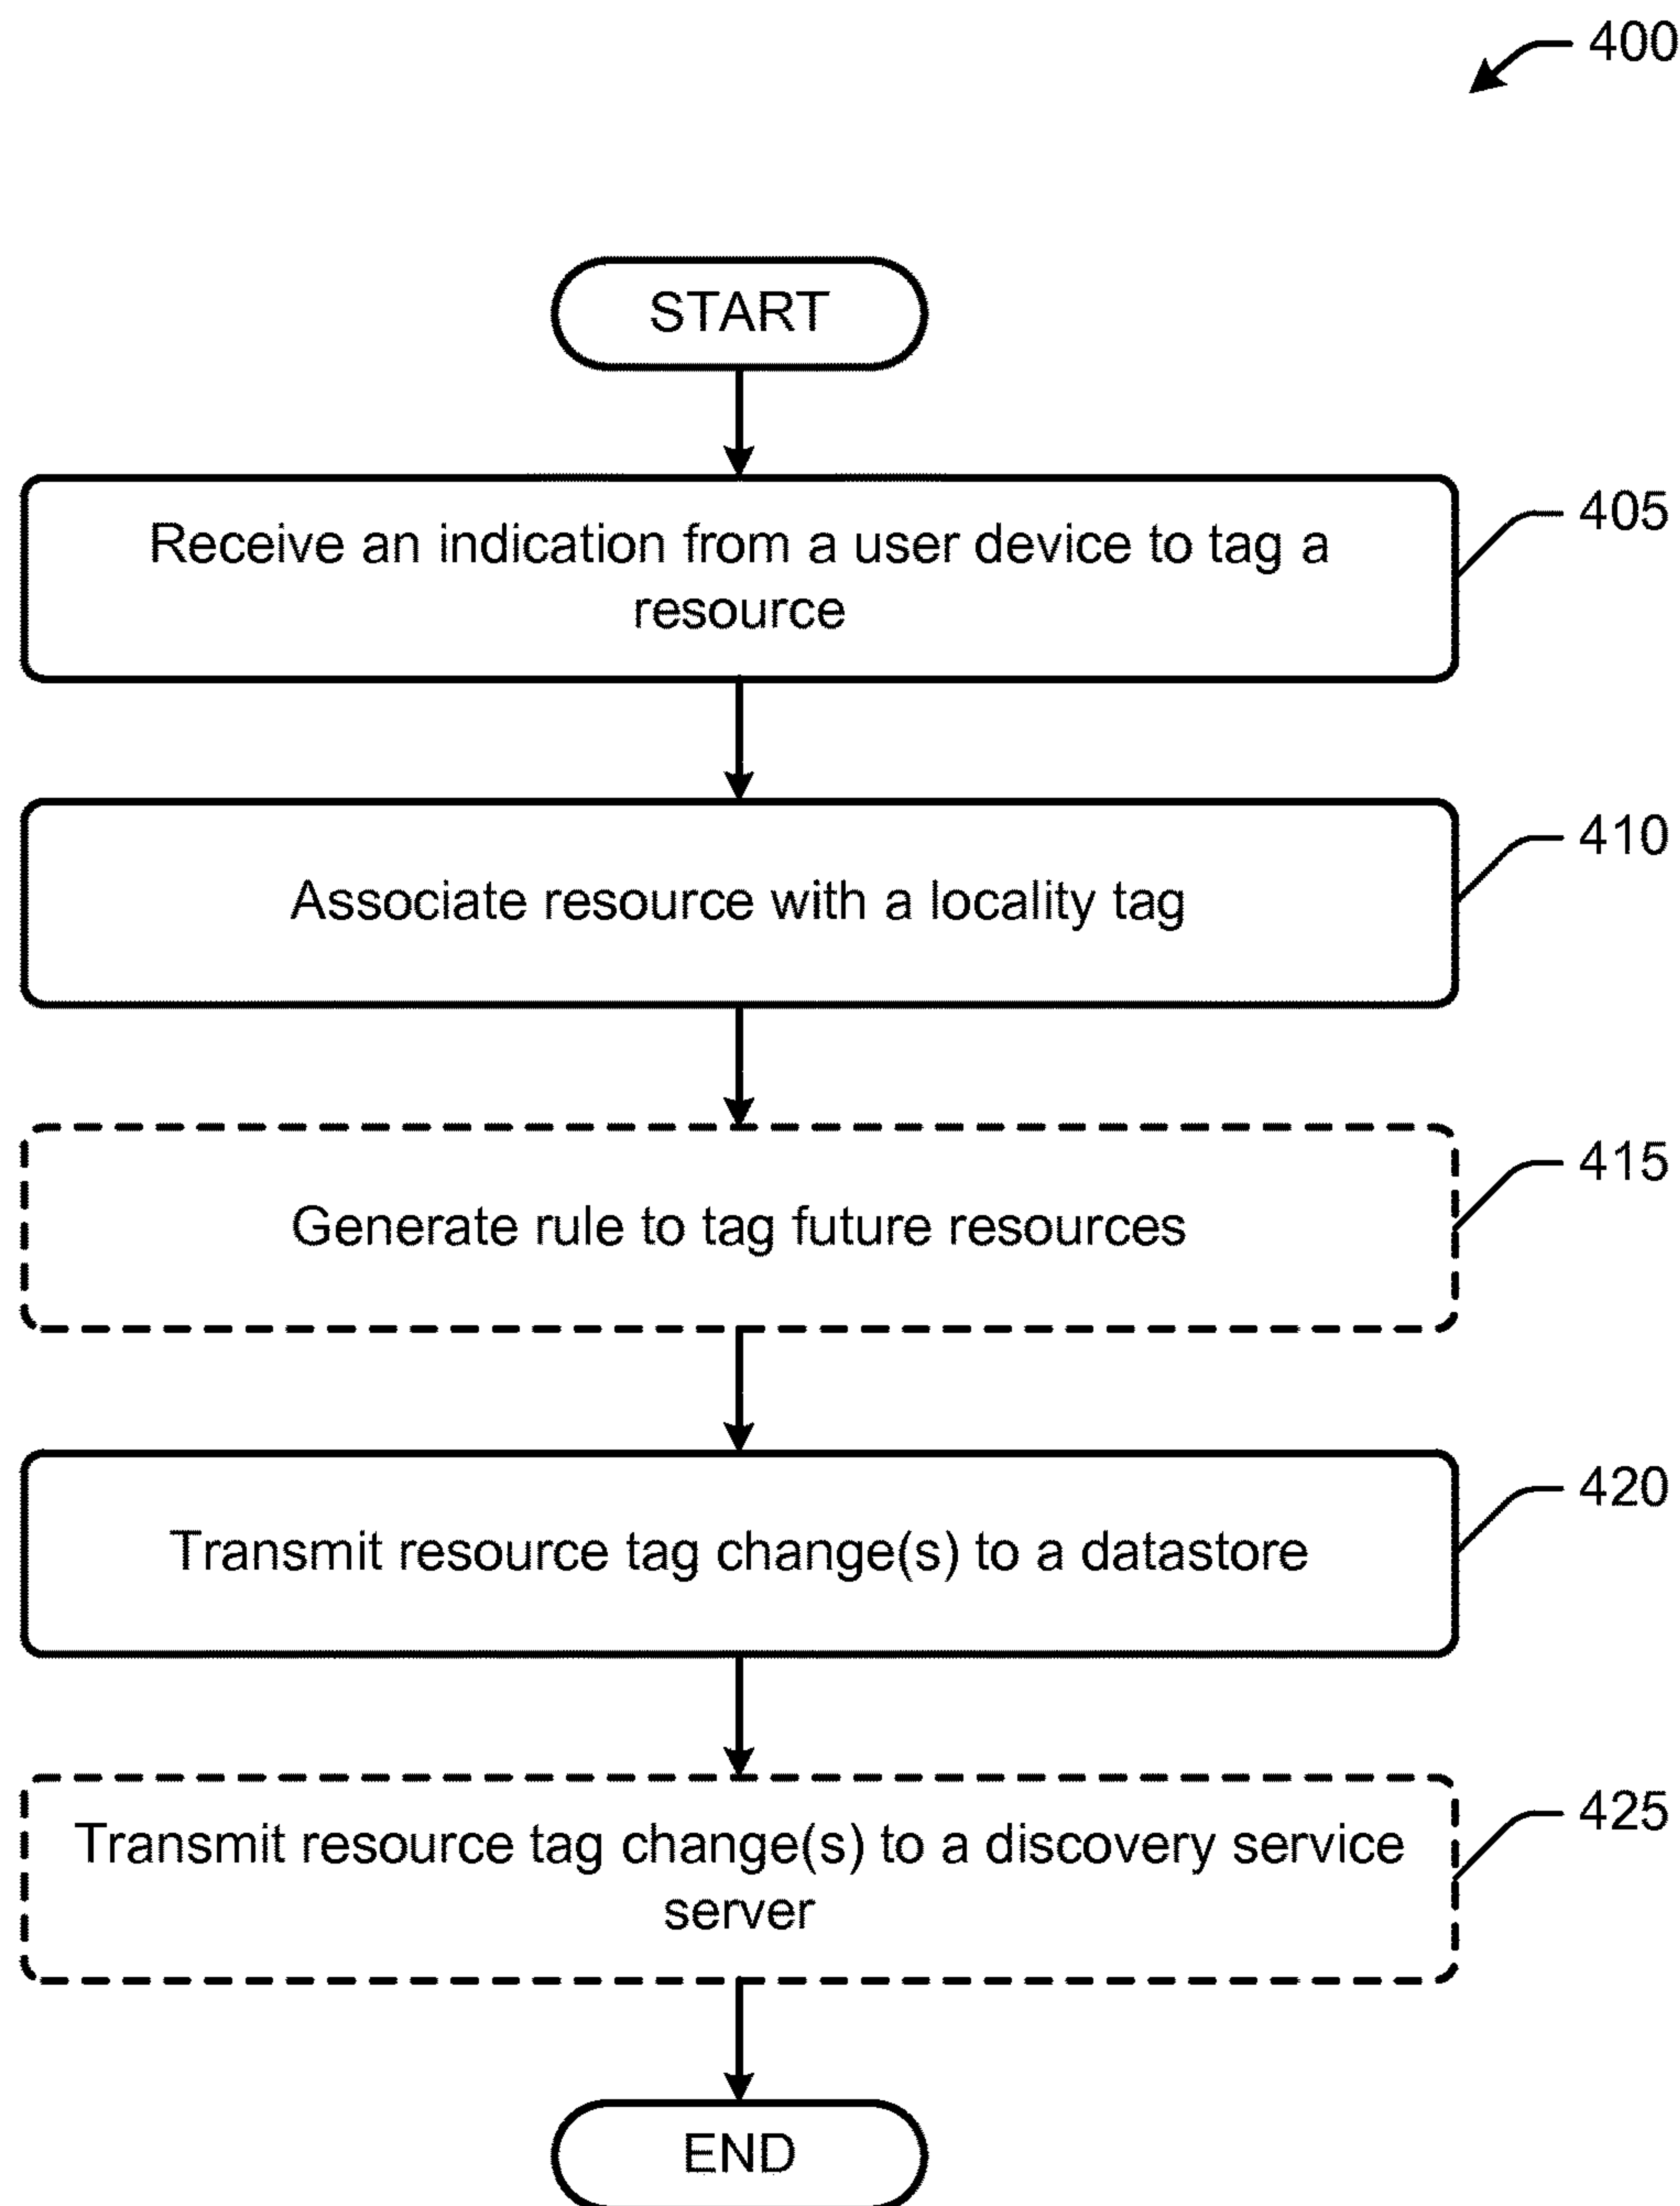 400
START
Receive an indication from a user device to tag a
resource
405
Associate resource with a locality tag
410
Generate rule to tag future resources
415
Transmit resource tag change(s) to a datastore
420
Transmit resource tag change(s) to a discovery service
server
425
END